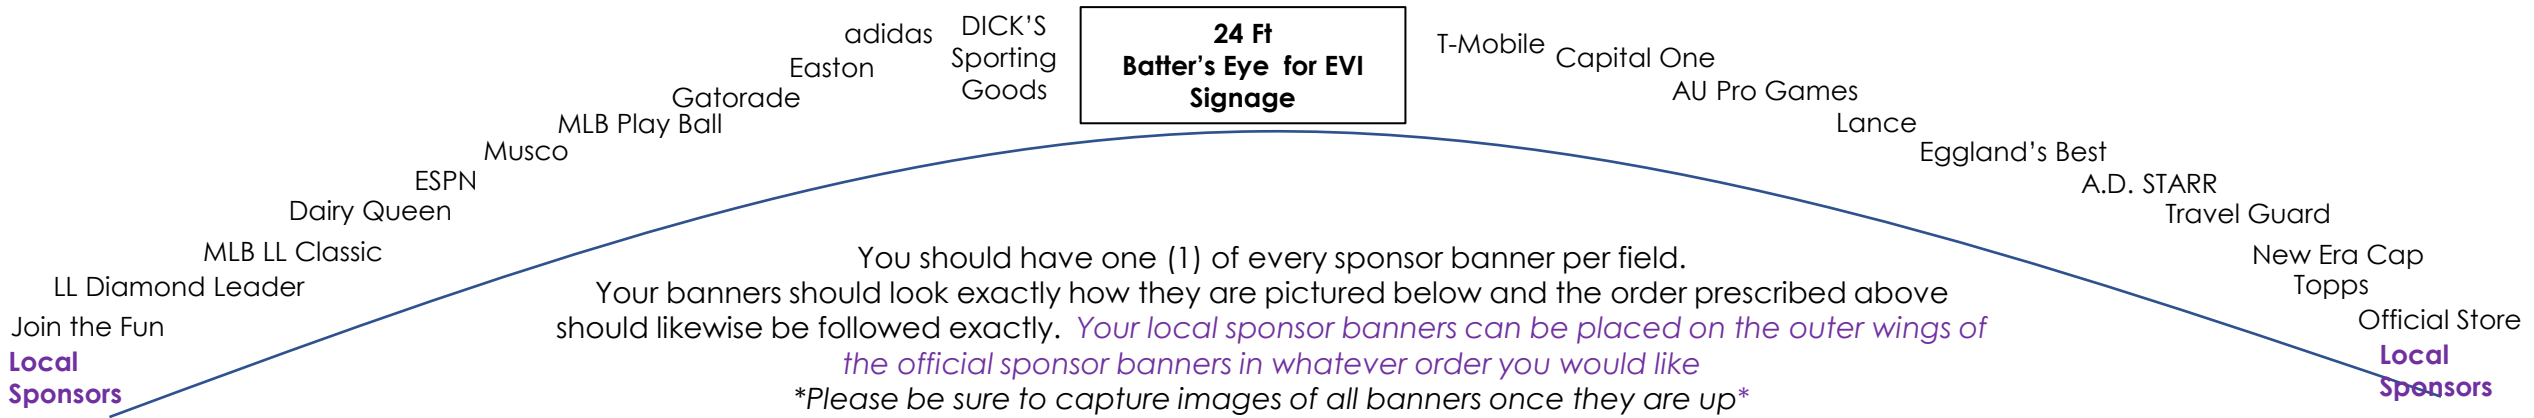 Local
Sponsors
Join the Fun
LL Diamond Leader
MLB LL Classic
Dairy Queen
ESPN
Musco
MLB Play Ball
Gatorade
Easton
adidas
DICK’S
Sporting
Goods
24 Ft
Batter’s Eye  for EVI
Signage
T-Mobile
Capital One
AU Pro Games
Lance
Eggland’s Best
A.D. STARR
Travel Guard
New Era Cap
Topps
Official Store
Local
Sponsors
You should have one (1) of every sponsor banner per field.
Your banners should look exactly how they are pictured below and the order prescribed above
should likewise be followed exactly.  Your local sponsor banners can be placed on the outer wings of
the official sponsor banners in whatever order you would like
*Please be sure to capture images of all banners once they are up*